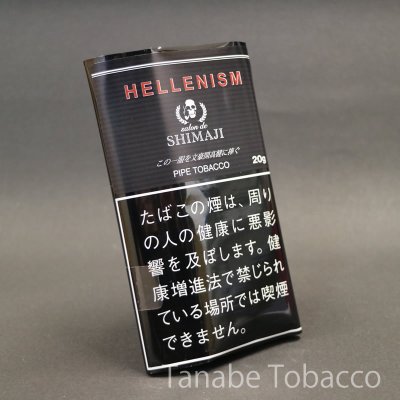 HELLENISM
salon de
SHIMAJI
この一服を文豪開高健に捧ぐ
PIPE TOBACCO
20g
たばこの煙は、周り
の人の健康に悪影
響を及ぼします。健
康増進法で禁じられ
ている場所では喫煙
できません。
Tanabe Tobacco